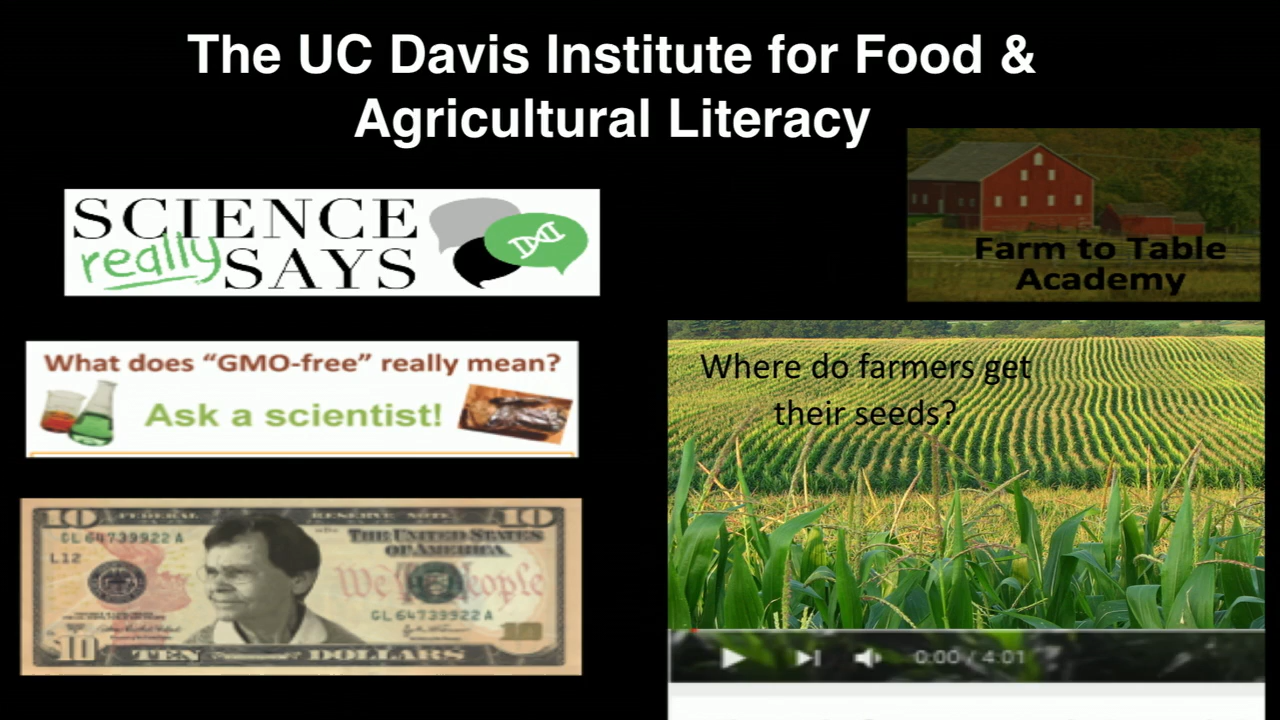 The UC Davis Institute for Food &
Agricultural Literacy
SCIENCE
really SAYS
Farm to Table
Academy
What does “GMO-free” really mean?
Ask a scientist!
Where do farmers get
their seeds?
10 FEDERAL RESERVE NOTE 10
GL 64739922 A
THE UNITED STATES
OF AMERICA
L12
We the People
GL 64739922 A
10
TEN DOLLARS
0:00 / 4:01